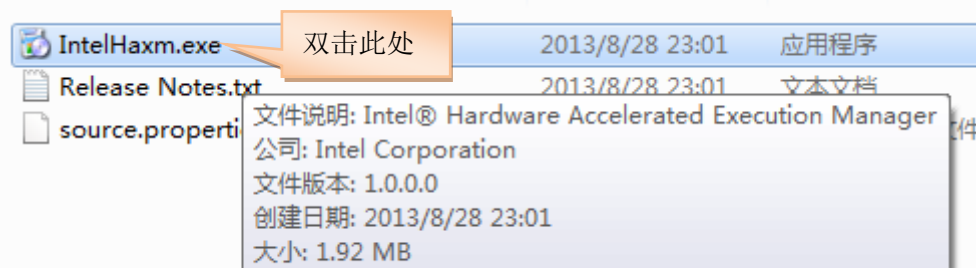 IntelHaxm.exe 双击此处 2013/8/28 23:01 应用程序
Release Notes.txt 2013/8/28 23:01 文本文档
source.properti 件
文件说明: Intel® Hardware Accelerated Execution Manager
公司: Intel Corporation
文件版本: 1.0.0.0
创建日期: 2013/8/28 23:01
大小: 1.92 MB